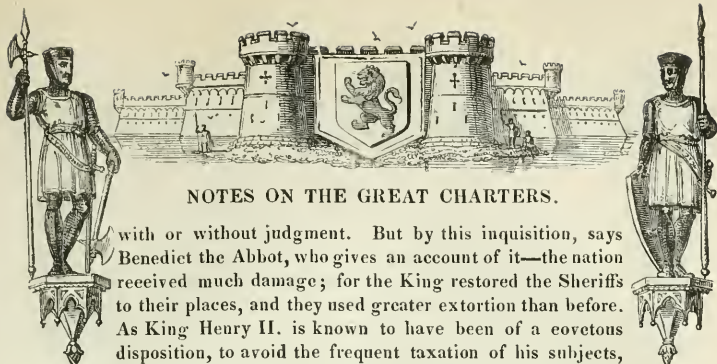 NOTES ON THE GREAT CHARTERS.
with or without judgment. But by this inquisition, says
Benedict the Abbot, who gives an account of it—the nation
received much damage; for the King restored the Sheriffs
to their places, and they used greater extortion than before.
As King Henry II. is known to have been of a covetous
disposition, to avoid the frequent taxation of his subjects,